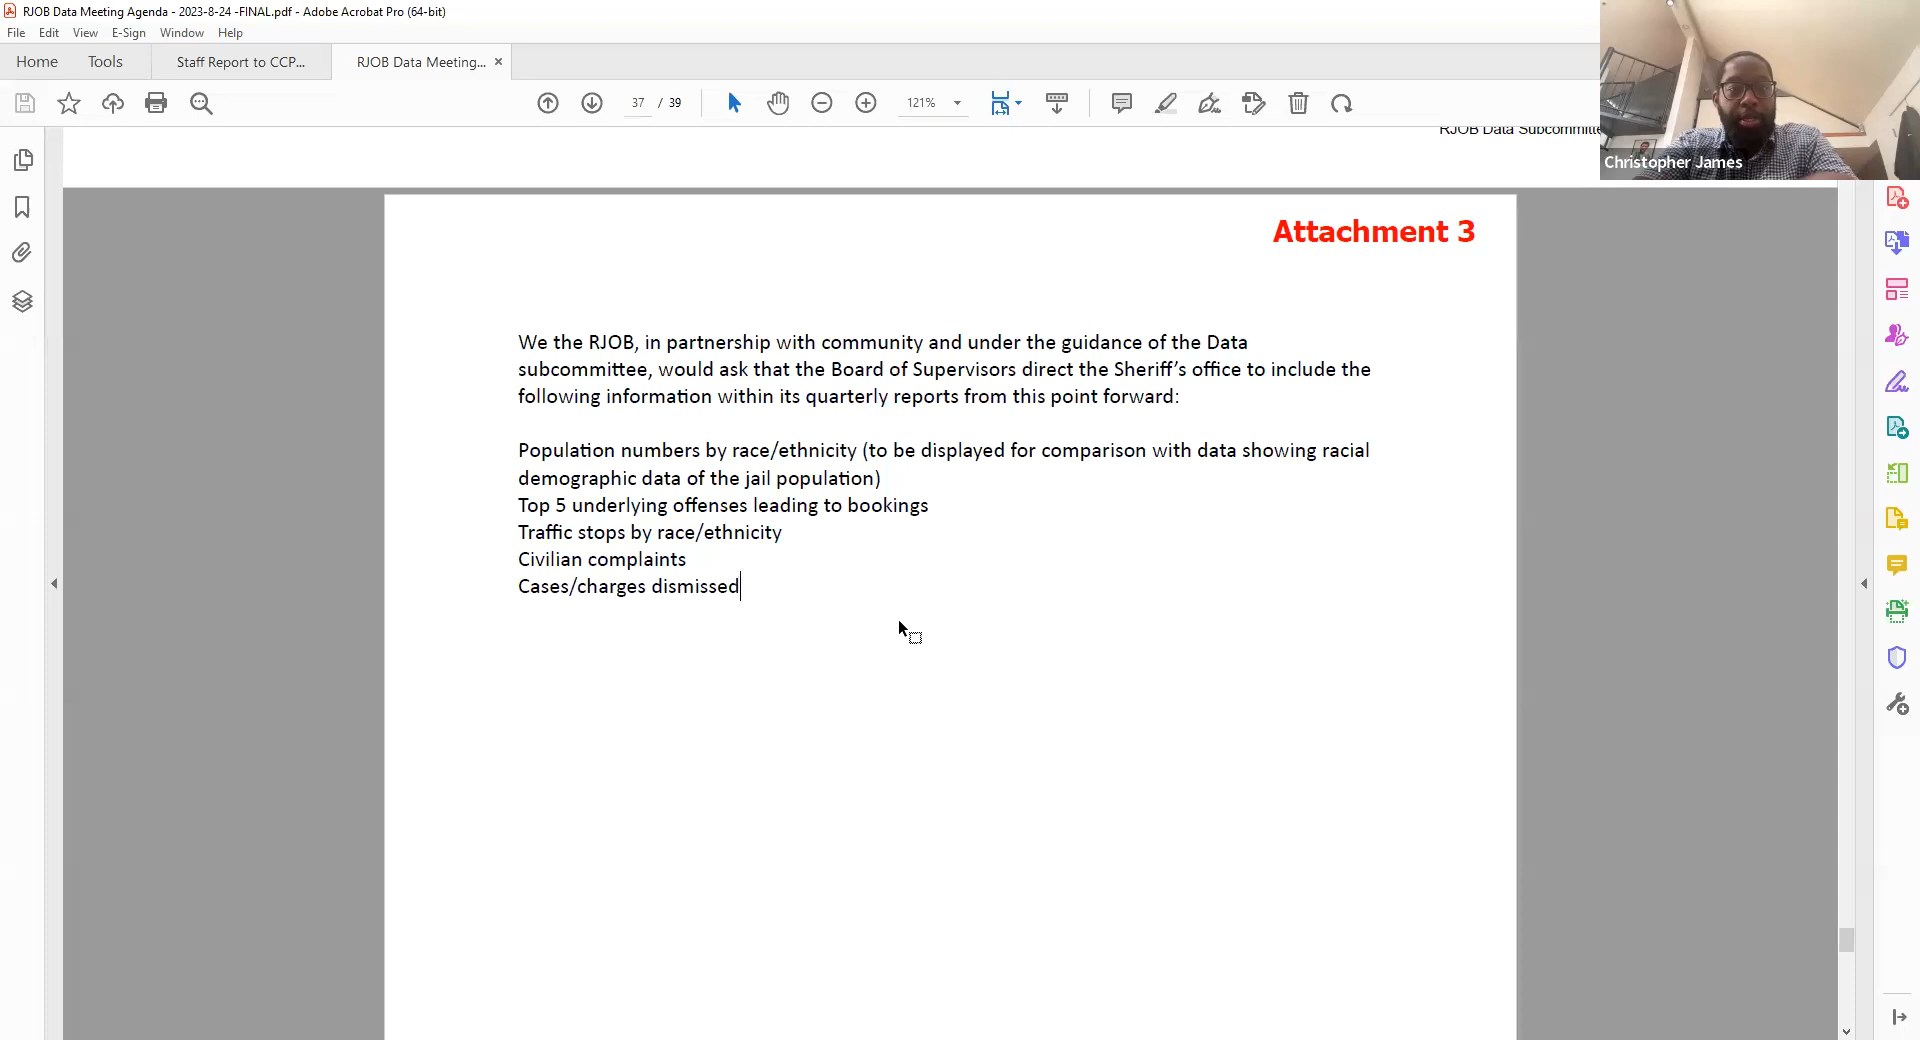 RJOB Data Meeting Agenda - 2023-8-24 -FINAL.pdf - Adobe Acrobat Pro (64-bit)
File Edit View E-Sign Window Help
Home Tools Staff Report to CCP... RJOB Data Meeting... ×
37 / 39 121%
RJOB Data Subcommitte
Christopher James
Attachment 3
We the RJOB, in partnership with community and under the guidance of the Data
subcommittee, would ask that the Board of Supervisors direct the Sheriff’s office to include the
following information within its quarterly reports from this point forward:
Population numbers by race/ethnicity (to be displayed for comparison with data showing racial
demographic data of the jail population)
Top 5 underlying offenses leading to bookings
Traffic stops by race/ethnicity
Civilian complaints
Cases/charges dismissed